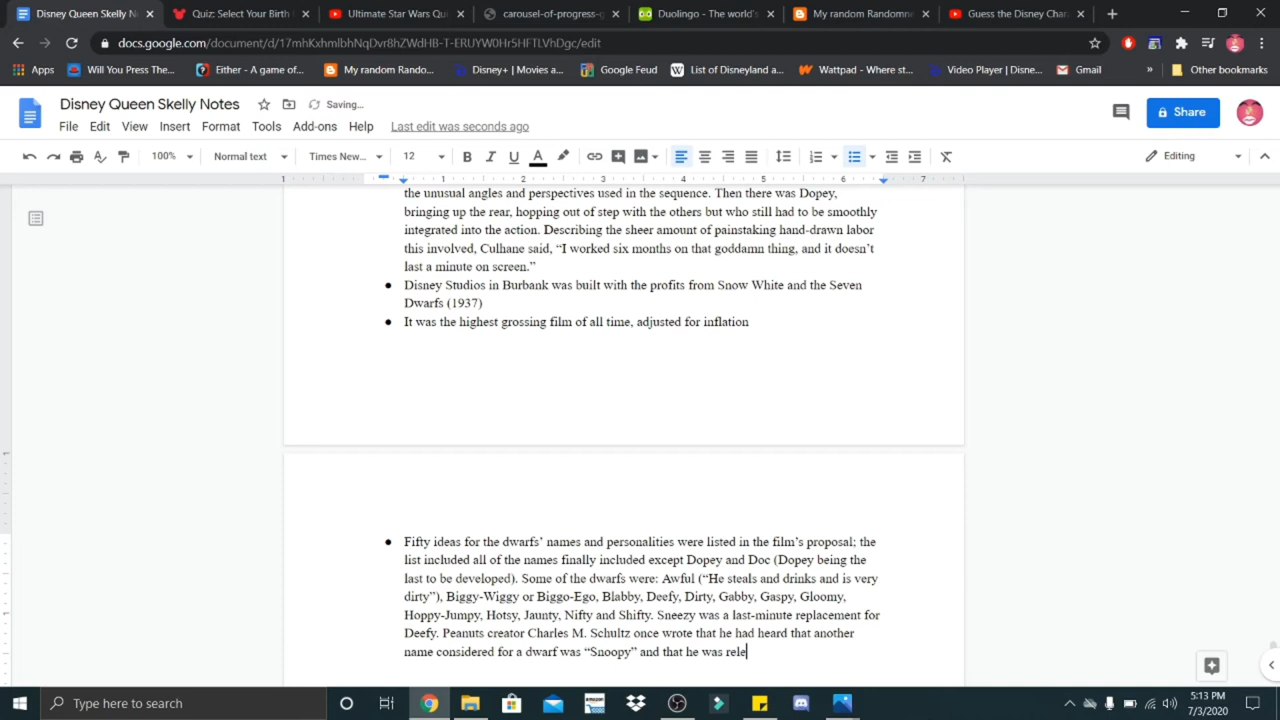 Disney Queen Skelly N
Quiz: Select Your Birth
Ultimate Star Wars Qu
carousel-of-progress-
Duolingo - The world's
My random Randomne
Guess the Disney Char
docs.google.com/document/d/17mhKxhmlbhNqDvr8hZWdHB-T-ERUYW0Hr5HFTLVhDgc/edit
Apps Will You Press The... Either - A game of... My random Rando... Disney+ | Movies a... Google Feud List of Disneyland a... Wattpad - Where st... Video Player | Disne... Gmail » Other bookmarks
Disney Queen Skelly Notes Saving...
File Edit View Insert Format Tools Add-ons Help Last edit was seconds ago
Share
100% Normal text Times New... 12 B I U A Editing
1 1 2 3 4 5 6 7
the unusual angles and perspectives used in the sequence. Then there was Dopey,
bringing up the rear, hopping out of step with the others but who still had to be smoothly
integrated into the action. Describing the sheer amount of painstaking hand-drawn labor
this involved, Culhane said, “I worked six months on that goddamn thing, and it doesn’t
last a minute on screen.”
● Disney Studios in Burbank was built with the profits from Snow White and the Seven
Dwarfs (1937)
● It was the highest grossing film of all time, adjusted for inflation
● Fifty ideas for the dwarfs’ names and personalities were listed in the film’s proposal; the
list included all of the names finally included except Dopey and Doc (Dopey being the
last to be developed). Some of the dwarfs were: Awful (“He steals and drinks and is very
dirty”), Biggy-Wiggy or Biggo-Ego, Blabby, Deefy, Dirty, Gabby, Gaspy, Gloomy,
Hoppy-Jumpy, Hotsy, Jaunty, Nifty and Shifty. Sneezy was a last-minute replacement for
Deefy. Peanuts creator Charles M. Schultz once wrote that he had heard that another
name considered for a dwarf was “Snoopy” and that he was rele
Type here to search
5:13 PM
7/3/2020